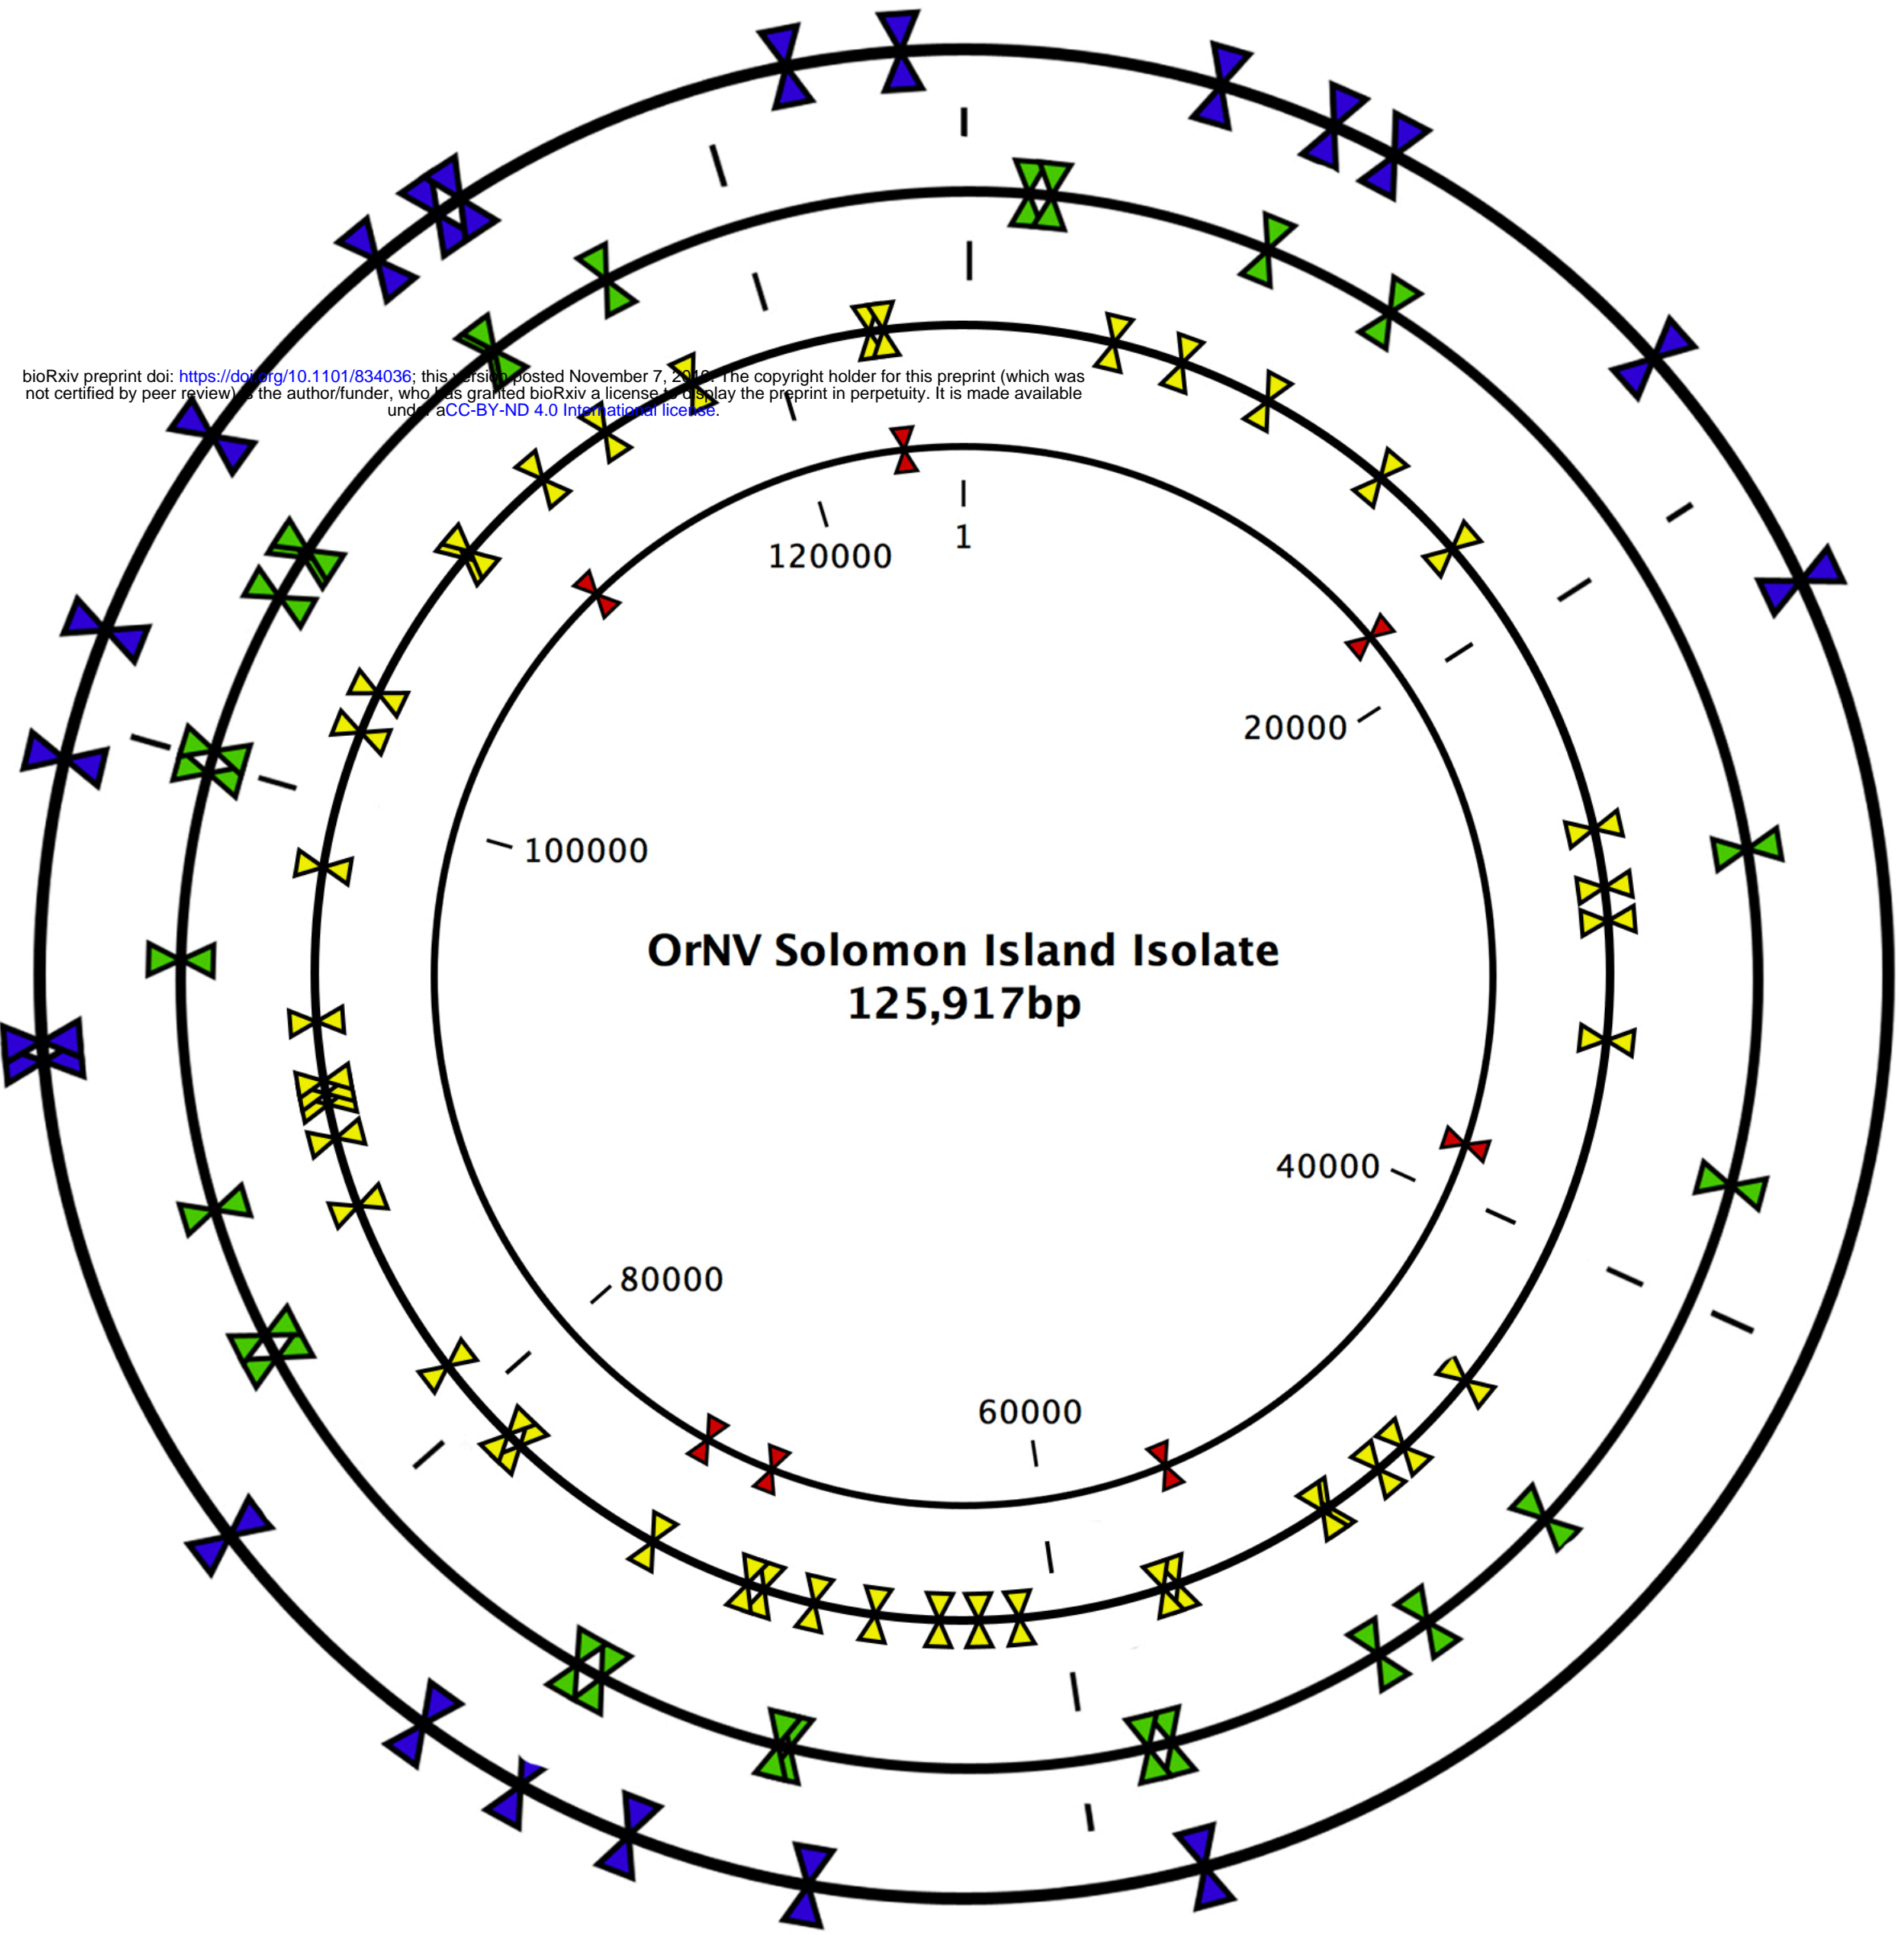 bioRxiv preprint doi: https://doi.org/10.1101/834036; this version posted November 7, 2019. The copyright holder for this preprint (which was
not certified by peer review) is the author/funder, who has granted bioRxiv a license to display the preprint in perpetuity. It is made available
under aCC-BY-ND 4.0 International license.
1
120000
20000
100000
OrNV Solomon Island Isolate
125,917bp
40000
80000
60000